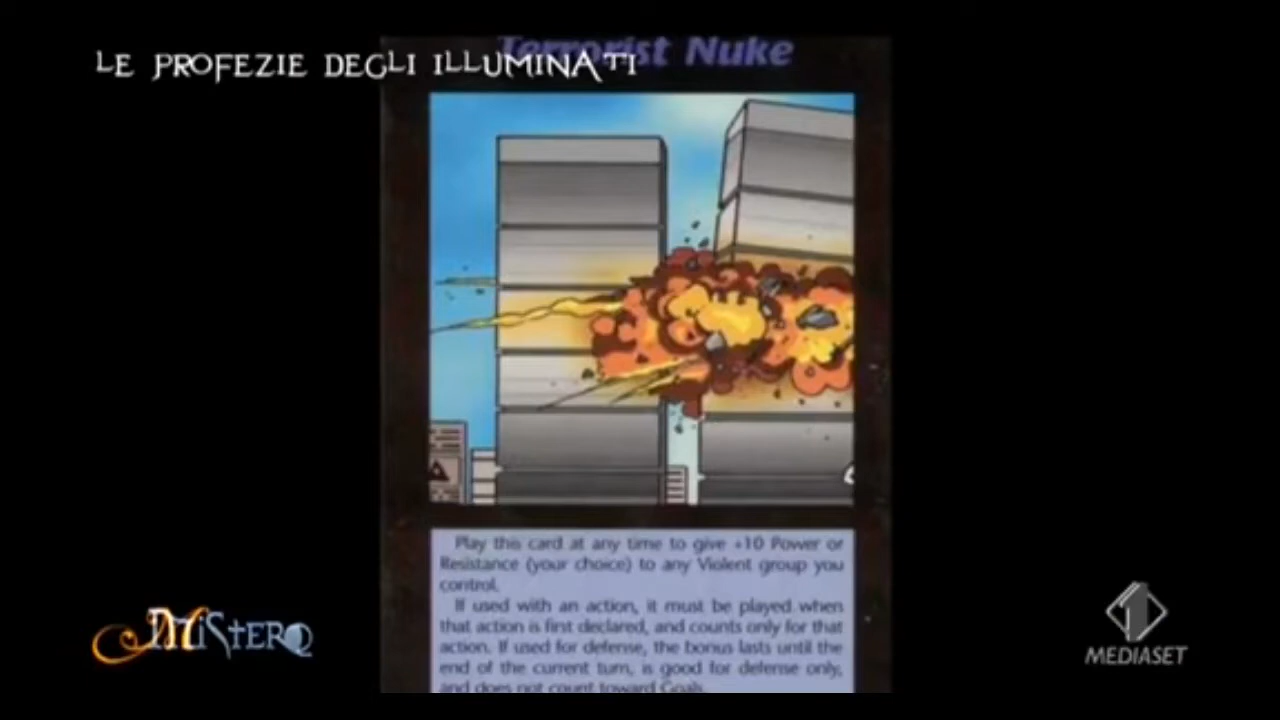 Terrorist Nuke
LE PROFEZIE DEGLI ILLUMINATI
Play this card at any time to give +10 Power or
Resistance (your choice) to any Violent group you
control.
If used with an action, it must be played when
that action is first declared, and counts only for that
action. If used for defense, the bonus lasts until the
end of the current turn, is good for defense only,
and does not count toward Goals.
MISTERO
1
MEDIASET